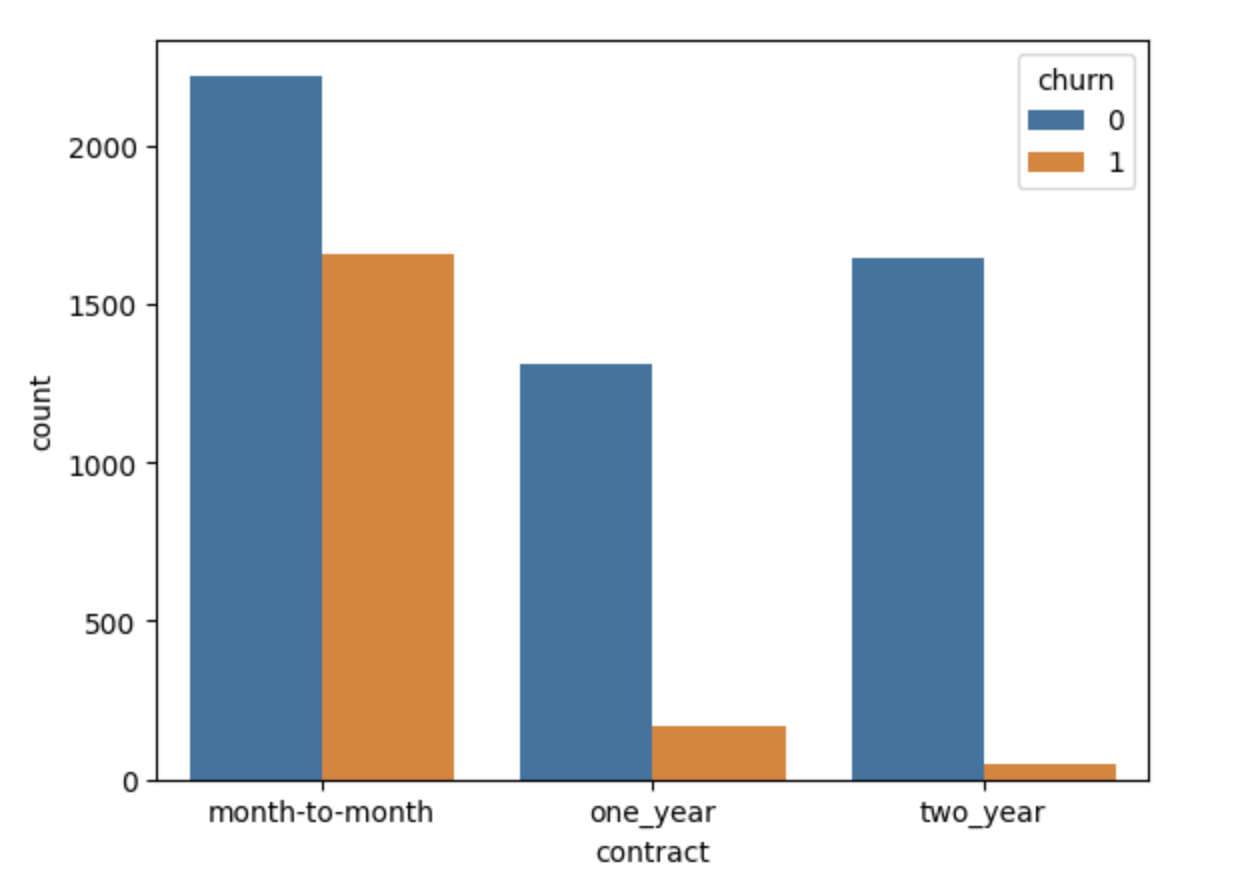 churn
0
1
2000
1500
1000
500
0
count
month-to-month
one_year
two_year
contract